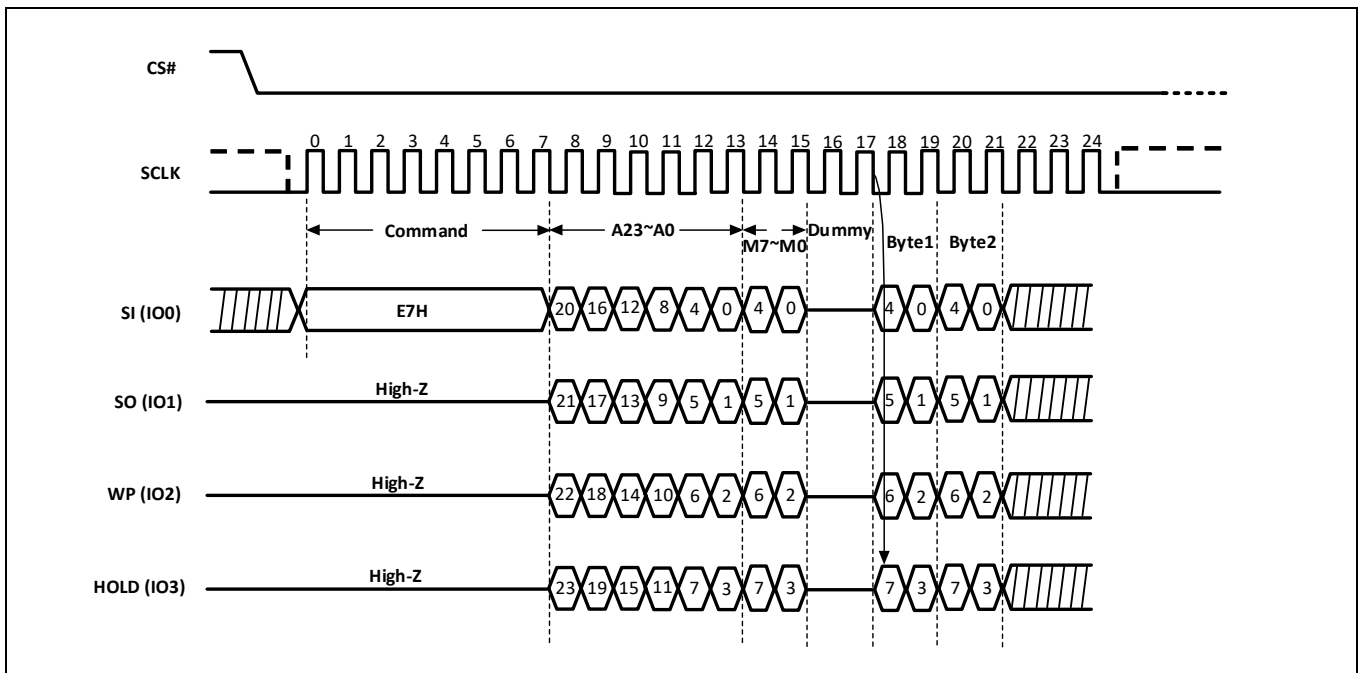 CS#
0 1 2 3 4 5 6 7 8 9 10 11 12 13 14 15 16 17 18 19 20 21 22 23 24
SCLK
Command A23~A0 M7~M0 Dummy Byte1 Byte2
SI (IO0) E7H 20 16 12 8 4 0 4 0 4 0 4 0
High-Z
SO (IO1) 21 17 13 9 5 1 5 1 5 1 5 1
High-Z
WP (IO2) 22 18 14 10 6 2 6 2 6 2 6 2
High-Z
HOLD (IO3) 23 19 15 11 7 3 7 3 7 3 7 3